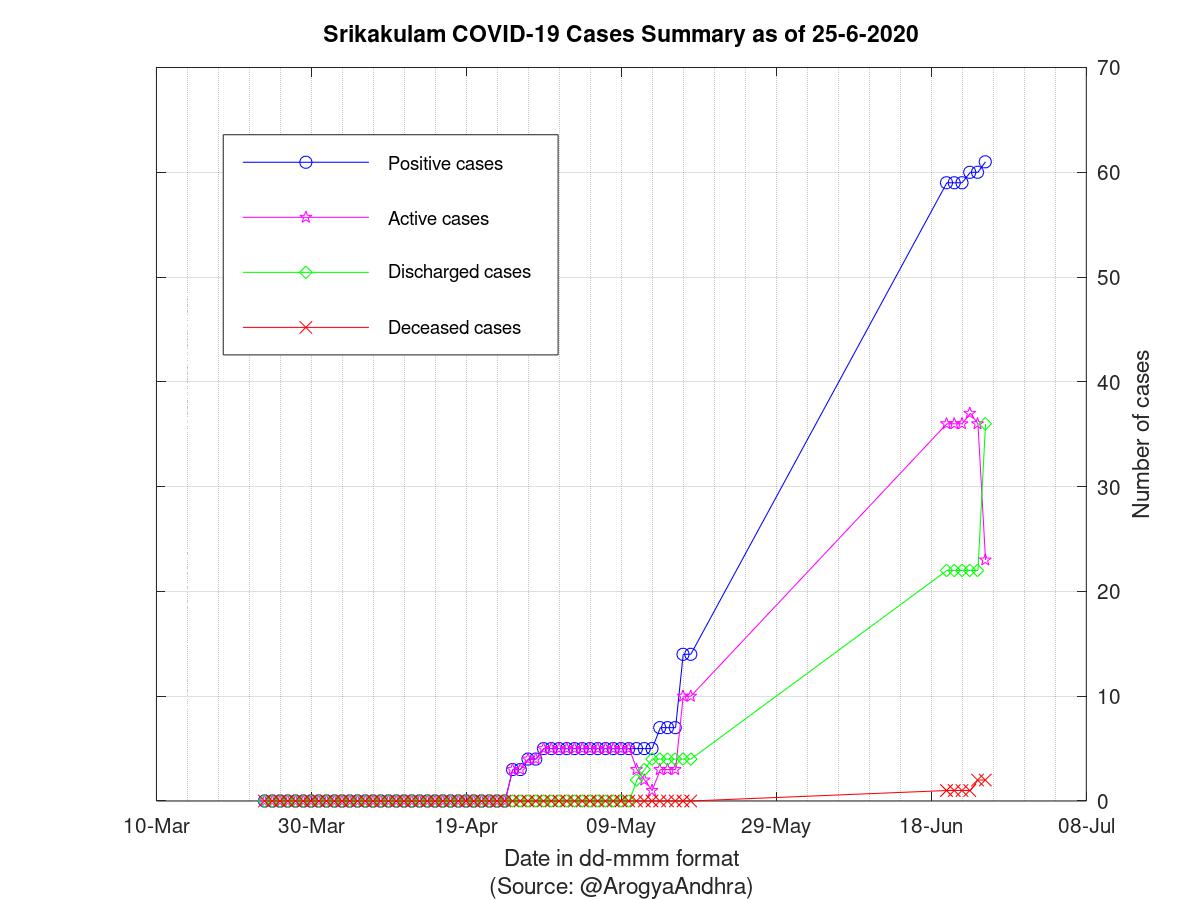 Srikakulam COVID-19 Cases Summary as of 25-6-2020
70
60
50
40
30
20
10
0
Number of cases
Positive cases
Active cases
Discharged cases
Deceased cases
10-Mar 30-Mar 19-Apr 09-May 29-May 18-Jun 08-Jul
Date in dd-mmm format
(Source: @ArogyaAndhra)